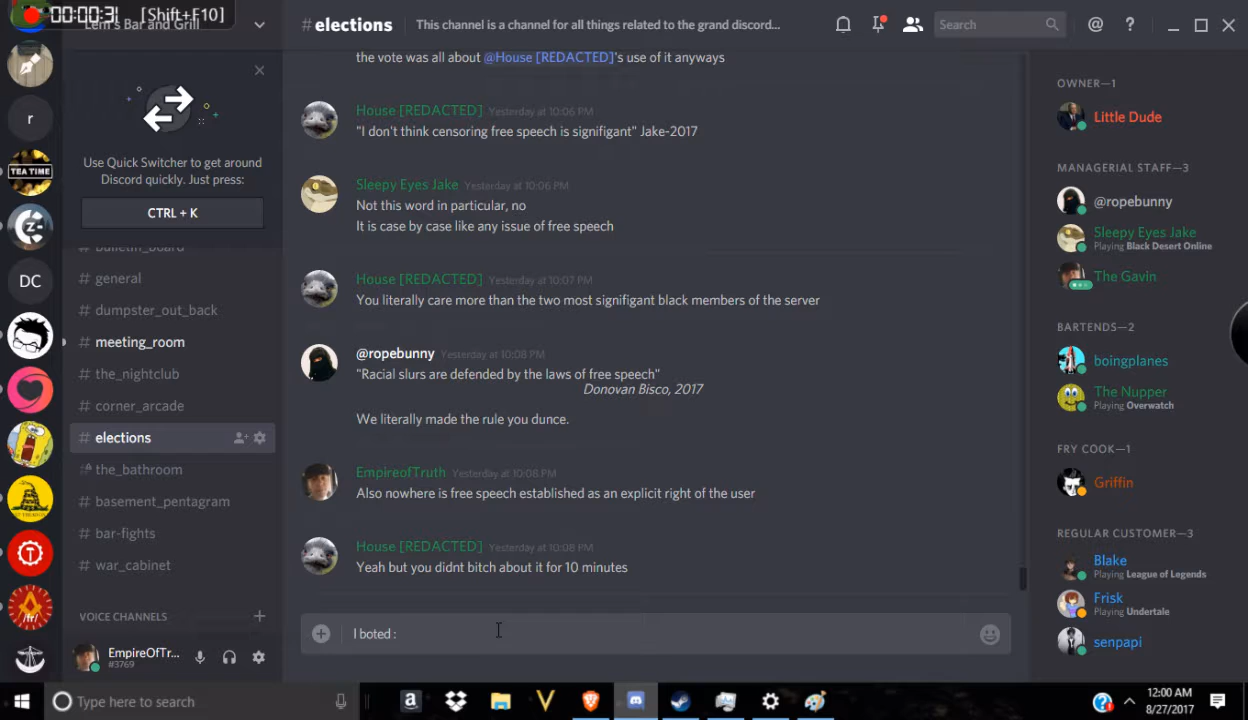 00:00:31 [Shift+F10]
Lem's Bar and Grill
Use Quick Switcher to get around
Discord quickly. Just press:
CTRL + K
r
TEA TIME
DC
# bulletin_board
# general
# dumpster_out_back
# meeting_room
# the_nightclub
# corner_arcade
# elections
# the_bathroom
# basement_pentagram
# bar-fights
# war_cabinet
VOICE CHANNELS
EmpireOfTr...
#3769
#elections
This channel is a channel for all things related to the grand discord...
Search
the vote was all about @House [REDACTED]'s use of it anyways
House [REDACTED] Yesterday at 10:06 PM
"I don't think censoring free speech is signifigant" Jake-2017
Sleepy Eyes Jake Yesterday at 10:06 PM
Not this word in particular, no
It is case by case like any issue of free speech
House [REDACTED] Yesterday at 10:07 PM
You literally care more than the two most signifigant black members of the server
@ropebunny Yesterday at 10:08 PM
"Racial slurs are defended by the laws of free speech"
Donovan Bisco, 2017
We literally made the rule you dunce.
EmpireofTruth Yesterday at 10:08 PM
Also nowhere is free speech established as an explicit right of the user
House [REDACTED] Yesterday at 10:08 PM
Yeah but you didnt bitch about it for 10 minutes
I boted :
OWNER—1
Little Dude
MANAGERIAL STAFF—3
@ropebunny
Sleepy Eyes Jake
Playing Black Desert Online
The Gavin
BARTENDS—2
boingplanes
The Nupper
Playing Overwatch
FRY COOK—1
Griffin
REGULAR CUSTOMER—3
Blake
Playing League of Legends
Frisk
Playing Undertale
senpapi
Type here to search
12:00 AM
8/27/2017